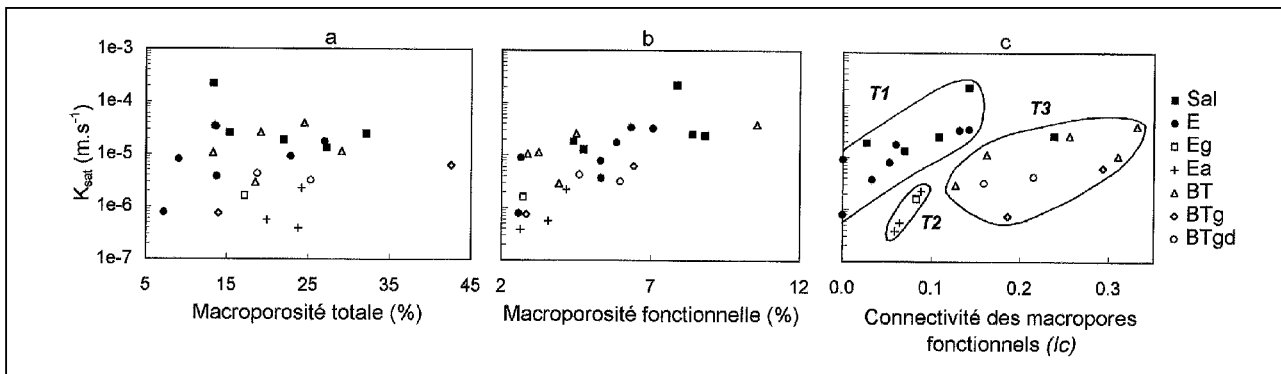 a
b
c
K_sat (m.s⁻¹)
1e-3
1e-4
1e-5
1e-6
1e-7
5 15 25 35 45
Macroporosité totale (%)
2 7 12
Macroporosité fonctionnelle (%)
T1
T2
T3
0.0 0.1 0.2 0.3
Connectivité des macropores
fonctionnels (Ic)
Sal
E
Eg
Ea
BT
BTg
BTgd